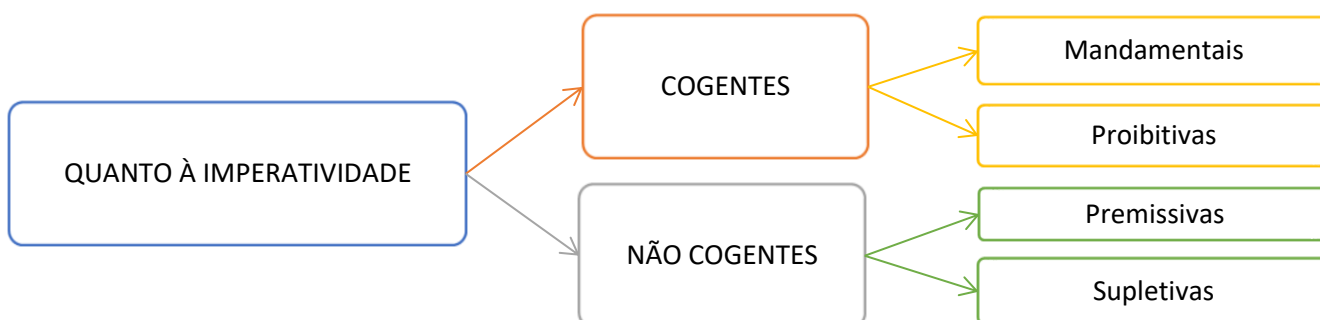 QUANTO À IMPERATIVIDADE
COGENTES
Mandamentais
Proibitivas
NÃO COGENTES
Premissivas
Supletivas